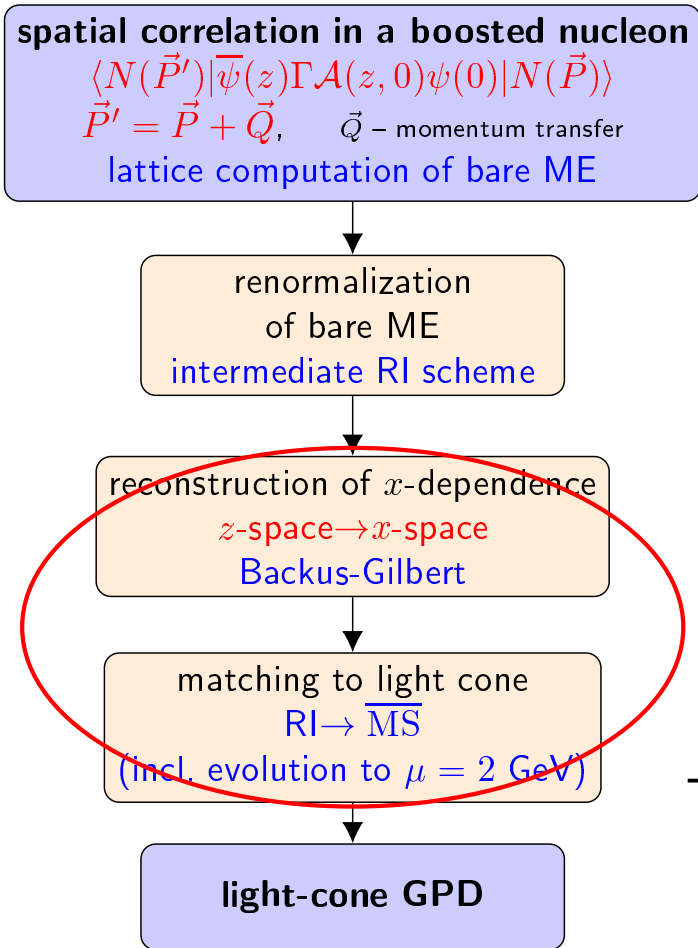 spatial correlation in a boosted nucleon
⟨N(P⃗′)|ψ̅(z)Γ𝒜(z, 0)ψ(0)|N(P⃗)⟩
P⃗′ = P⃗ + Q⃗, Q⃗ – momentum transfer
lattice computation of bare ME
renormalization
of bare ME
intermediate RI scheme
reconstruction of x-dependence
z-space→x-space
Backus-Gilbert
matching to light cone
RI→ M̅S̅
(incl. evolution to μ = 2 GeV)
light-cone GPD